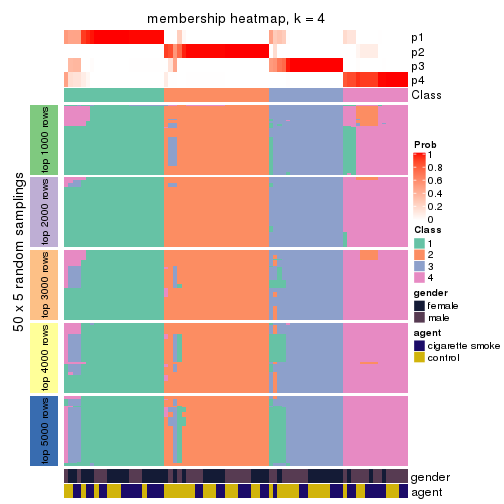 membership heatmap, k = 4
p1
p2
p3
p4
Class
50 x 5 random samplings
top 1000 rows
top 2000 rows
top 3000 rows
top 4000 rows
top 5000 rows
gender
agent
Prob
1
0.8
0.6
0.4
0.2
0
Class
1
2
3
4
gender
female
male
agent
cigarette smoke
control